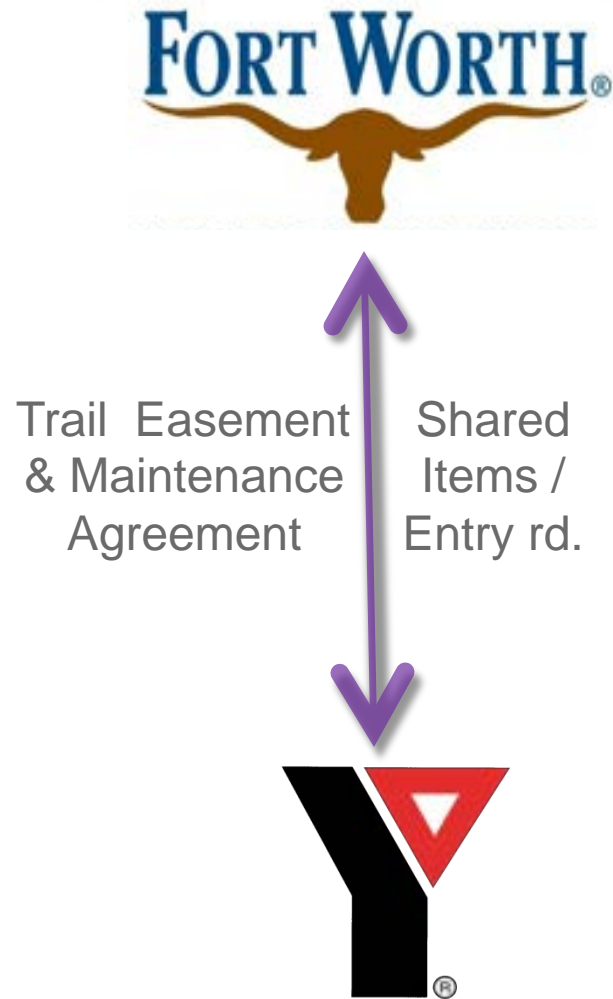 FORT WORTH®
Trail Easement
& Maintenance
Agreement
Shared
Items /
Entry rd.
Y
®